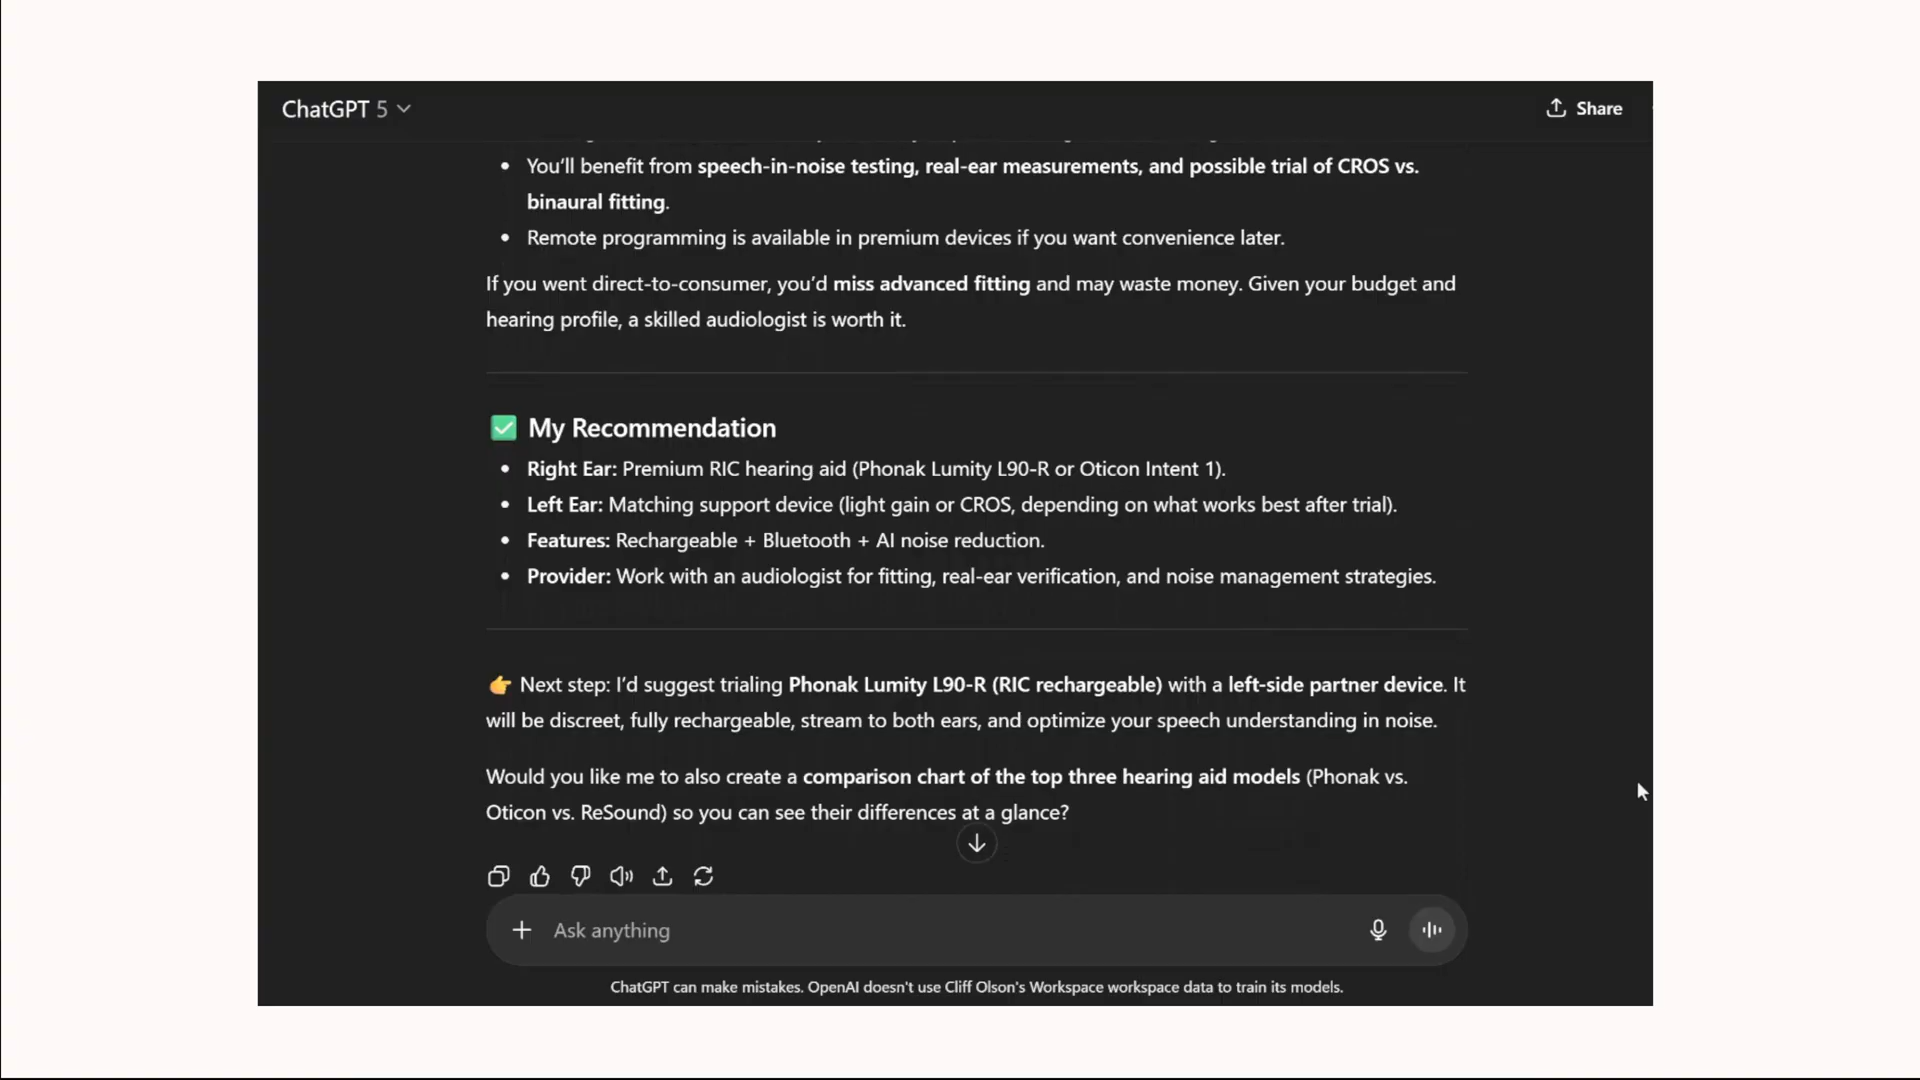 ChatGPT 5
Share
You'll benefit from speech-in-noise testing, real-ear measurements, and possible trial of CROS vs.
binaural fitting.
Remote programming is available in premium devices if you want convenience later.
If you went direct-to-consumer, you'd miss advanced fitting and may waste money. Given your budget and
hearing profile, a skilled audiologist is worth it.
✅ My Recommendation
Right Ear: Premium RIC hearing aid (Phonak Lumity L90-R or Oticon Intent 1).
Left Ear: Matching support device (light gain or CROS, depending on what works best after trial).
Features: Rechargeable + Bluetooth + AI noise reduction.
Provider: Work with an audiologist for fitting, real-ear verification, and noise management strategies.
👉 Next step: I'd suggest trialing Phonak Lumity L90-R (RIC rechargeable) with a left-side partner device. It
will be discreet, fully rechargeable, stream to both ears, and optimize your speech understanding in noise.
Would you like me to also create a comparison chart of the top three hearing aid models (Phonak vs.
Oticon vs. ReSound) so you can see their differences at a glance?
Ask anything
ChatGPT can make mistakes. OpenAI doesn't use Cliff Olson's Workspace workspace data to train its models.